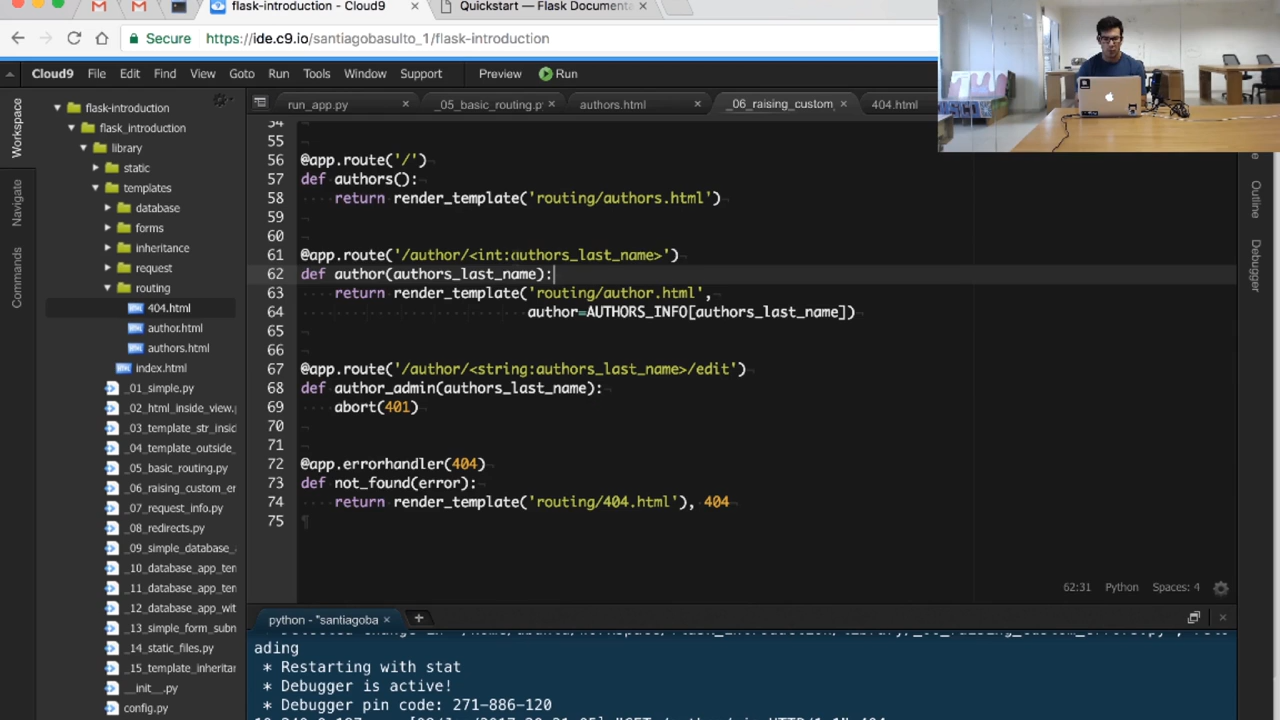 flask-introduction - Cloud9
Quickstart — Flask Documenta
Secure
https://ide.c9.io/santiagobasulto_1/flask-introduction
Cloud9 File Edit Find View Goto Run Tools Window Support Preview Run
run_app.py
_05_basic_routing.py
authors.html
_06_raising_custom_
404.html
Workspace
Navigate
Commands
Outline
Debugger
flask-introduction
flask_introduction
library
static
templates
database
forms
inheritance
request
routing
404.html
author.html
authors.html
index.html
_01_simple.py
_02_html_inside_view.p
_03_template_str_insid
_04_template_outside_
_05_basic_routing.py
_06_raising_custom_er
_07_request_info.py
_08_redirects.py
_09_simple_database_a
_10_database_app_ten
_11_database_app_ten
_12_database_app_wit
_13_simple_form_subn
_14_static_files.py
_15_template_inheritar
__init__.py
config.py
54
55
56 @app.route('/')
57 def authors():
58 return render_template('routing/authors.html')
59
60
61 @app.route('/author/<int:authors_last_name>')
62 def author(authors_last_name):
63 return render_template('routing/author.html',
64 author=AUTHORS_INFO[authors_last_name])
65
66
67 @app.route('/author/<string:authors_last_name>/edit')
68 def author_admin(authors_last_name):
69 abort(401)
70
71
72 @app.errorhandler(404)
73 def not_found(error):
74 return render_template('routing/404.html'), 404
75
62:31 Python Spaces: 4
python - "santiagoba
ading
* Restarting with stat
* Debugger is active!
* Debugger pin code: 271-886-120